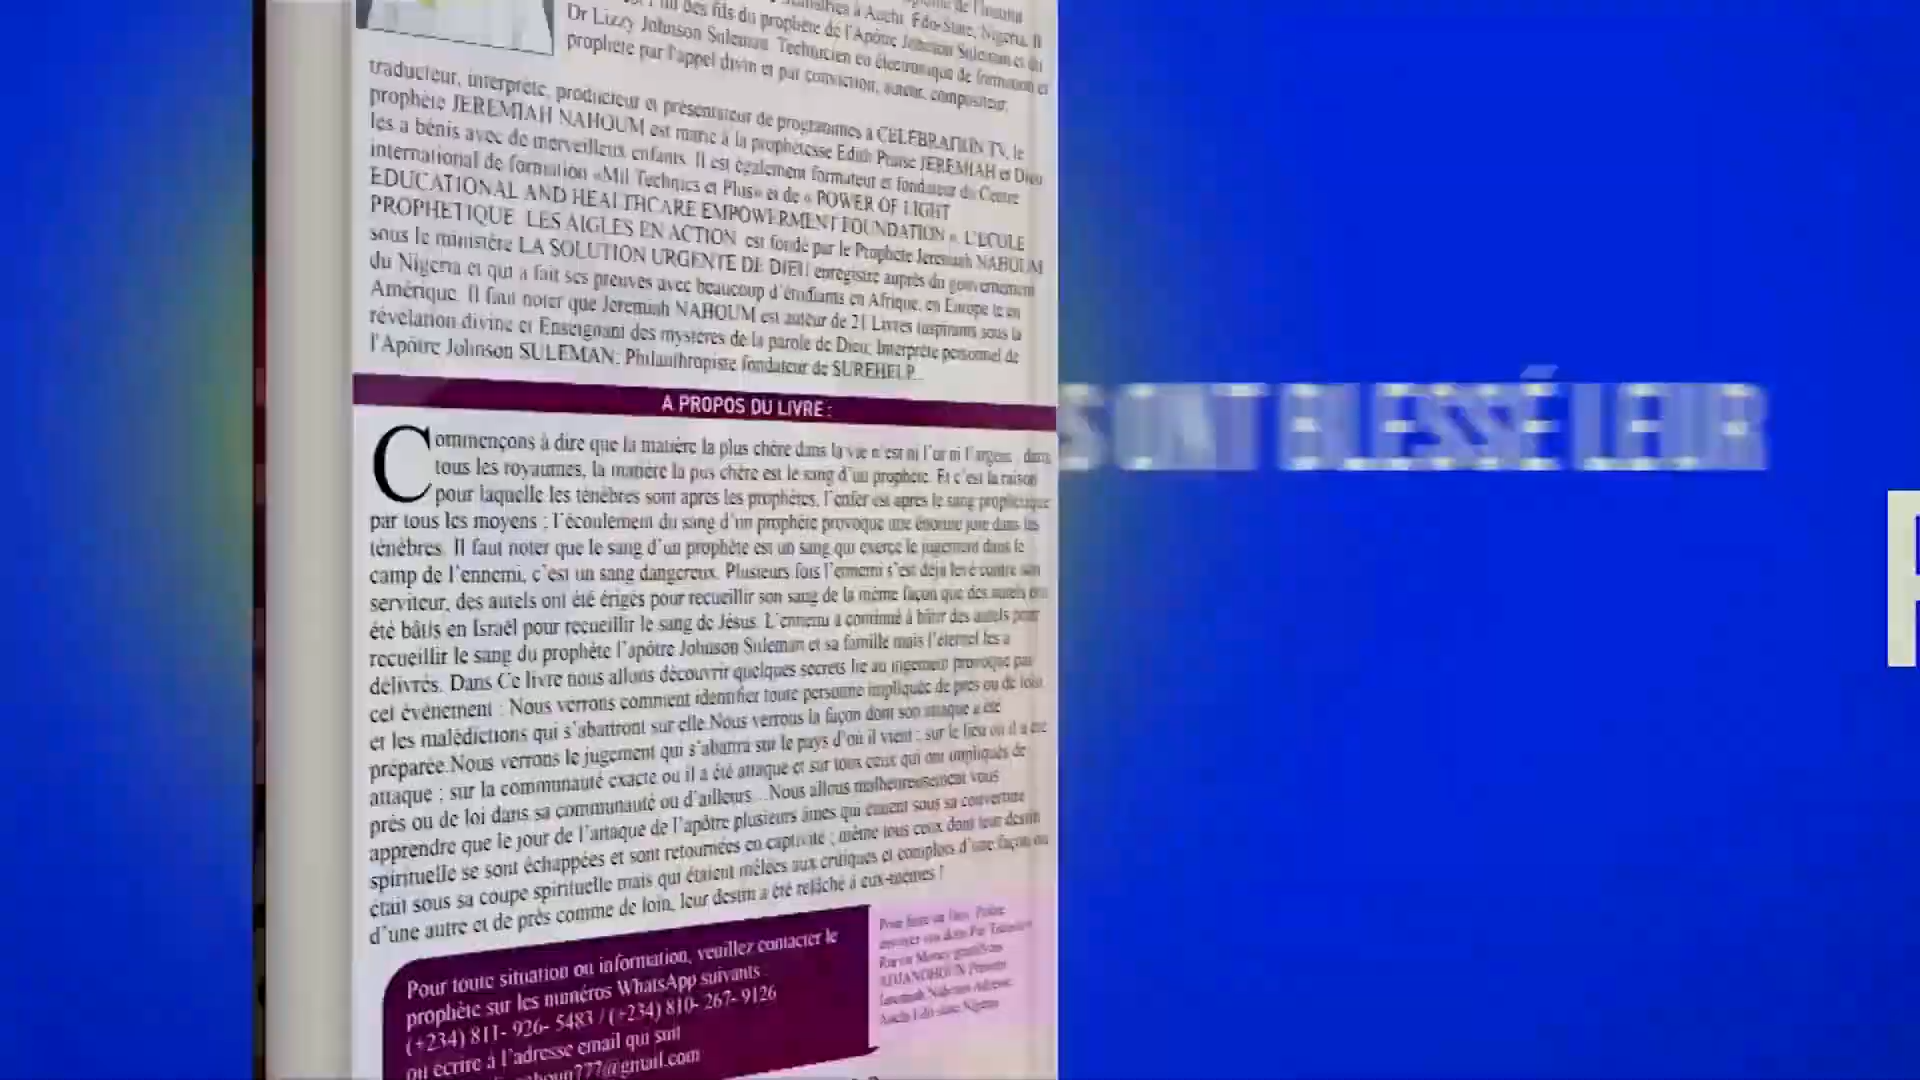 Dr Lizzy Johnson Suleman. Technicien en électronique de formation et
prophète par l'appel divin et par conviction, auteur, compositeur,
traducteur, interprète, producteur et présentateur de programmes à CELEBRATION TV, le
prophète JEREMIAH NAHOUM est marié à la prophétesse Edith Praise JEREMIAH et Dieu
les a bénis avec de merveilleux enfants. Il est également formateur et fondateur du Centre
international de formation «Mil Technics et Plus» et de « POWER OF LIGHT
EDUCATIONAL AND HEALTHCARE EMPOWERMENT FOUNDATION ». L'ECOLE
PROPHETIQUE LES AIGLES EN ACTION est fondé par le Prophète Jeremiah NAHOUM
sous le ministère LA SOLUTION URGENTE DE DIEU enregistré auprès du gouvernement
du Nigeria et qui a fait ses preuves avec beaucoup d'étudiants en Afrique, en Europe et en
Amérique. Il faut noter que Jeremiah NAHOUM est auteur de 21 Livres inspirants sous la
révélation divine et Enseignant des mystères de la parole de Dieu; Interprète personnel de
l'Apôtre Johnson SULEMAN; Philanthropiste fondateur de SUREHELP...
A PROPOS DU LIVRE :
Commençons à dire que la matière la plus chère dans la vie n'est ni l'or ni l'argent ; dans
tous les royaumes, la matière la pus chère est le sang d'un prophète. Et c'est la raison
pour laquelle les ténèbres sont après les prophètes, l'enfer est après le sang prophétique
par tous les moyens ; l'écoulement du sang d'un prophète provoque une énorme joie dans les
ténèbres. Il faut noter que le sang d'un prophète est un sang qui exerce le jugement dans le
camp de l'ennemi, c'est un sang dangereux. Plusieurs fois l'ennemi s'est déjà levé contre son
serviteur, des autels ont été érigés pour recueillir son sang de la même façon que des autels ont
été bâtis en Israël pour recueillir le sang de Jésus. L'ennemi a continué à bâtir des autels pour
recueillir le sang du prophète l'apôtre Johnson Suleman et sa famille mais l'éternel les a
délivrés. Dans Ce livre nous allons découvrir quelques secrets lié au jugement provoqué par
cet événement : Nous verrons comment identifier toute personne impliquée de près ou de loin
et les malédictions qui s'abattront sur elle.Nous verrons la façon dont son attaque a été
préparée.Nous verrons le jugement qui s'abattra sur le pays d'où il vient ; sur le lieu où il a été
attaqué ; sur la communauté exacte ou il a été attaqué et sur tous ceux qui ont impliqués de
près ou de loi dans sa communauté ou d'ailleurs...Nous allons malheureusement vous
apprendre que le jour de l'attaque de l'apôtre plusieurs âmes qui étaient sous sa couverture
spirituelle se sont échappées et sont retournées en captivité ; même tous ceux dont leur destin
était sous sa coupe spirituelle mais qui étaient mêlées aux critiques et complots d'une façon ou
d'une autre et de près comme de loin, leur destin a été relâché à eux-mêmes !
Pour toute situation ou information, veuillez contacter le
prophète sur les numéros WhatsApp suivants :
(+234) 811- 926- 5483 / (+234) 810- 267- 9126
ou écrire à l'adresse email qui suit
777@gmail.com
S ONT BLESSÉ LEUR